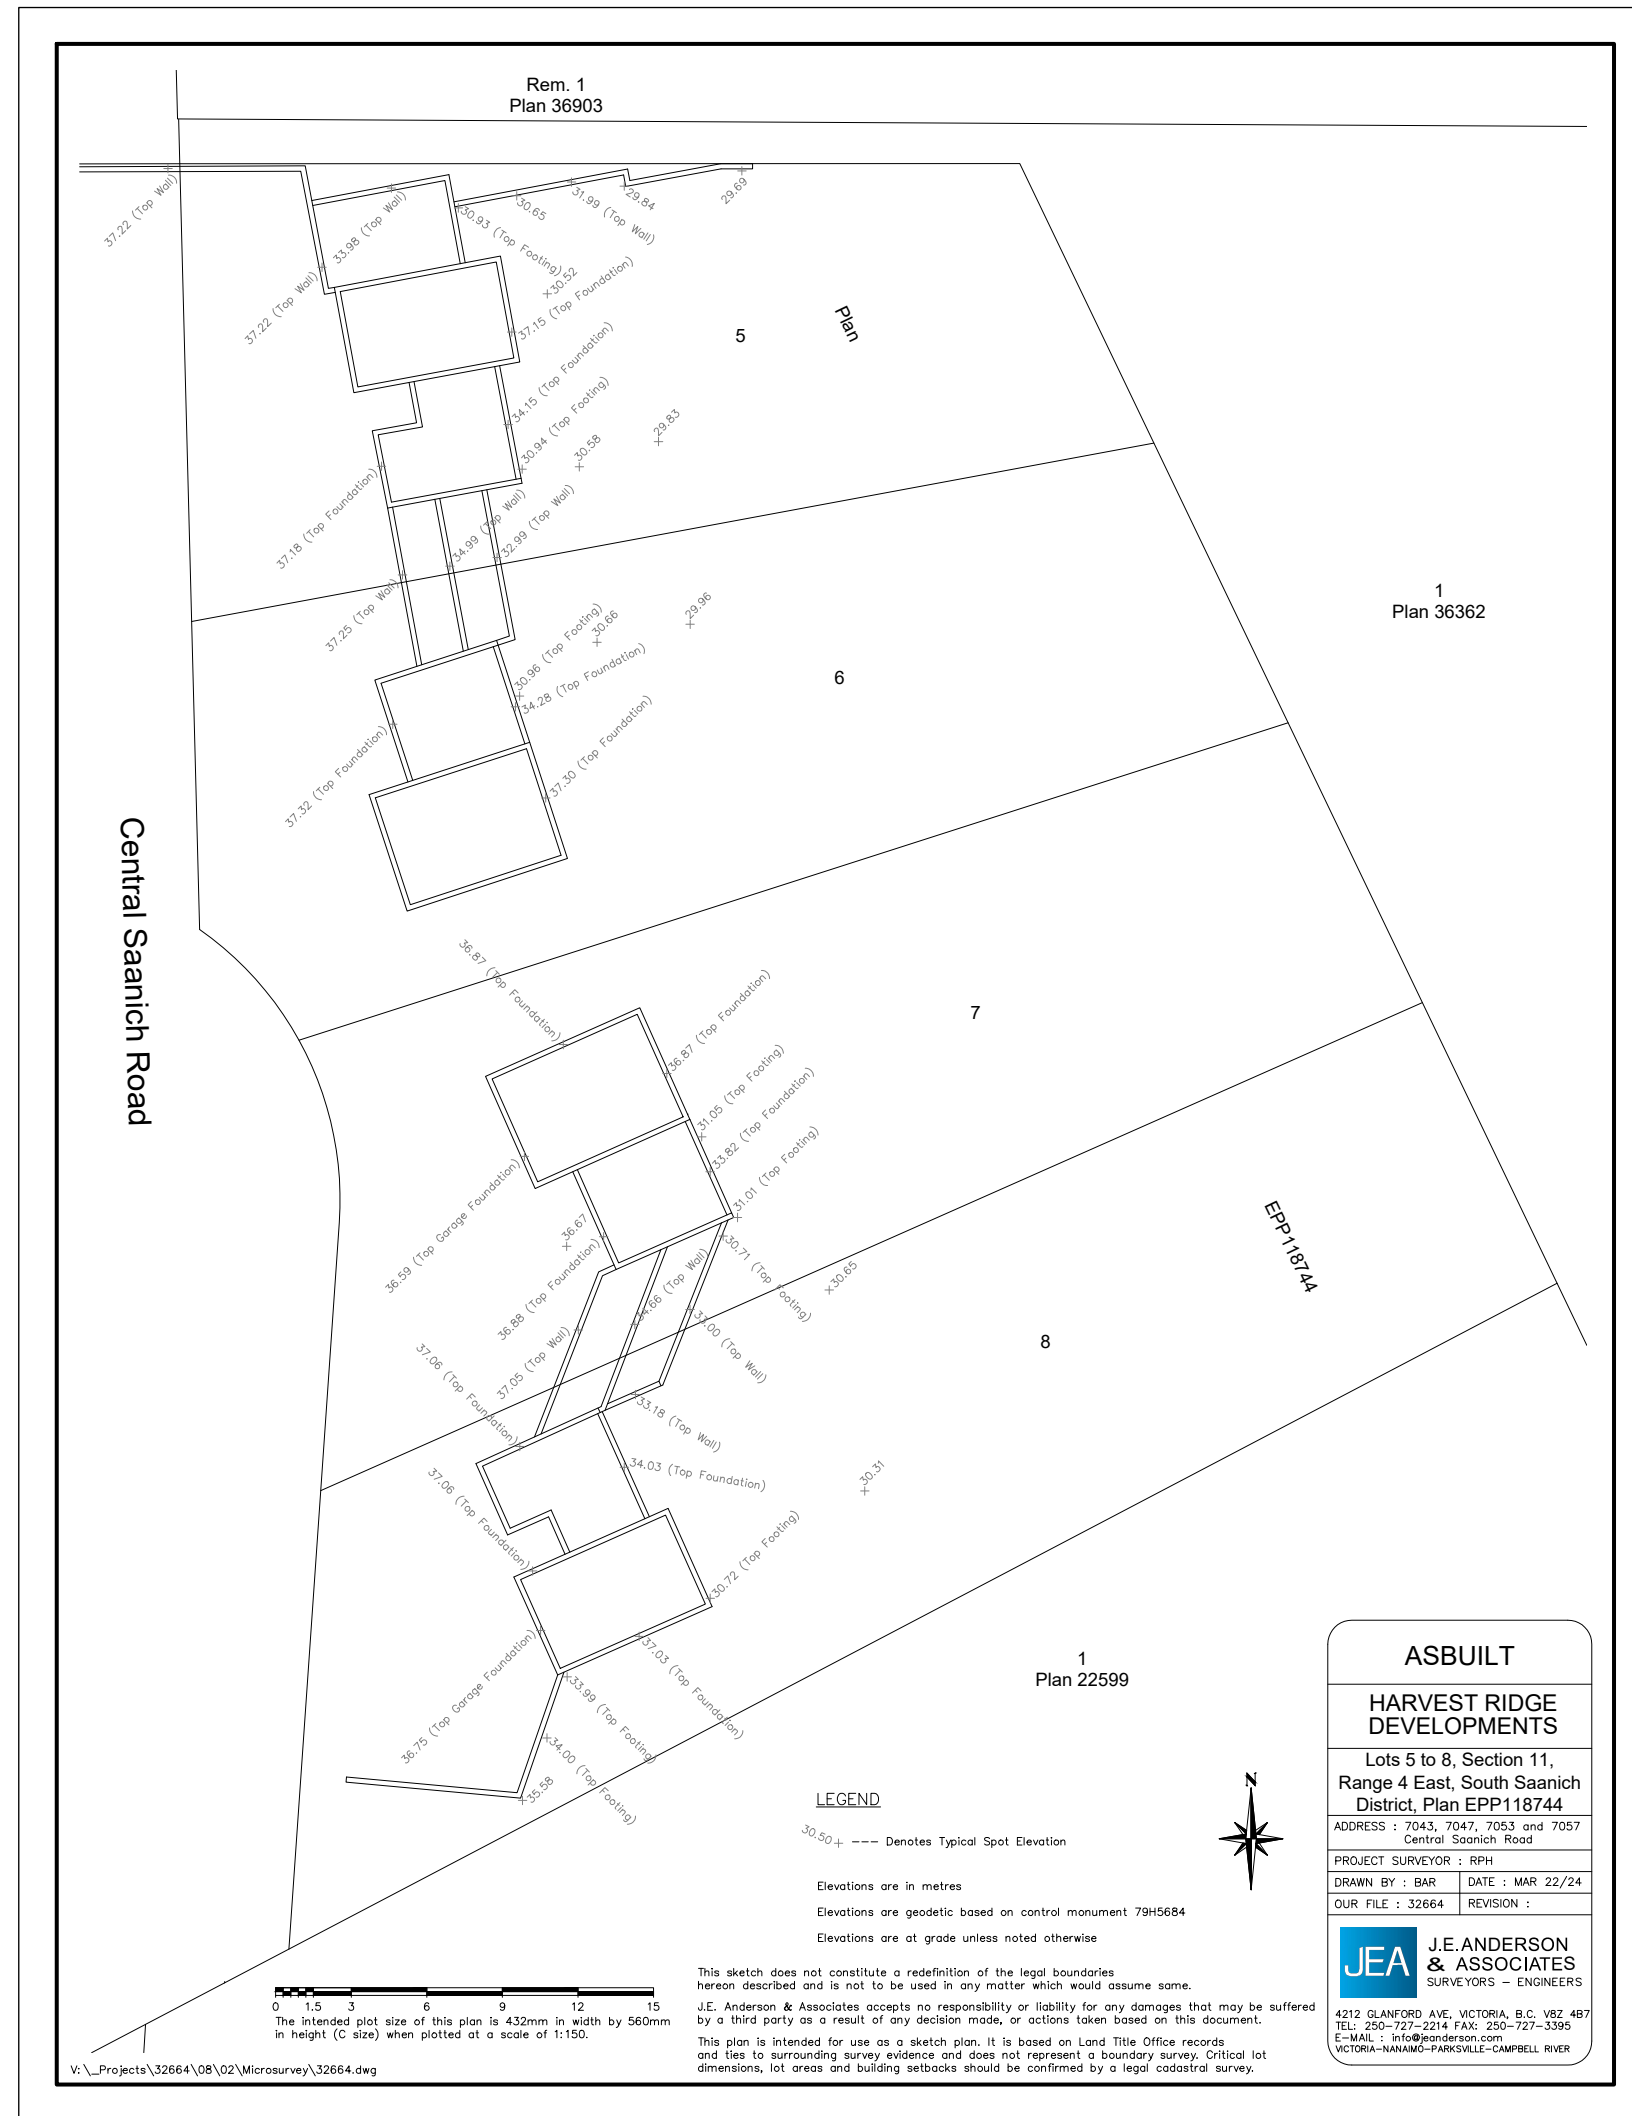 Rem. 1
Plan 36903
37.22 (Top Wall)
33.98 (Top Wall)
37.22 (Top Wall)
30.93 (Top Footing)
30.65
31.99 (Top Wall)
29.84
29.69
30.52
37.15 (Top Foundation)
5
Plan
34.15 (Top Foundation)
30.94 (Top Footing)
30.58
29.83
37.18 (Top Foundation)
34.99 (Top Wall)
32.99 (Top Wall)
37.25 (Top Wall)
1
Plan 36362
30.96 (Top Footing)
30.66
29.96
34.28 (Top Foundation)
6
37.32 (Top Foundation)
37.30 (Top Foundation)
Central Saanich Road
36.87 (Top Foundation)
36.87 (Top Foundation)
7
31.05 (Top Footing)
33.82 (Top Foundation)
31.01 (Top Footing)
36.59 (Top Garage Foundation)
36.67
36.88 (Top Foundation)
30.71 (Top Footing)
30.65
EPP118744
34.66 (Top Wall)
33.00 (Top Wall)
37.05 (Top Wall)
8
37.06 (Top Foundation)
33.18 (Top Wall)
34.03 (Top Foundation)
30.31
37.06 (Top Foundation)
30.72 (Top Footing)
36.75 (Top Garage Foundation)
37.03 (Top Foundation)
33.99 (Top Footing)
34.00 (Top Footing)
35.58
1
Plan 22599
LEGEND
30.50 --- Denotes Typical Spot Elevation
Elevations are in metres
Elevations are geodetic based on control monument 79H5684
Elevations are at grade unless noted otherwise
N
This sketch does not constitute a redefinition of the legal boundaries
hereon described and is not to be used in any matter which would assume same.
J.E. Anderson & Associates accepts no responsibility or liability for any damages that may be suffered
by a third party as a result of any decision made, or actions taken based on this document.
This plan is intended for use as a sketch plan. It is based on Land Title Office records
and ties to surrounding survey evidence and does not represent a boundary survey. Critical lot
dimensions, lot areas and building setbacks should be confirmed by a legal cadastral survey.
0 1.5 3 6 9 12 15
The intended plot size of this plan is 432mm in width by 560mm
in height (C size) when plotted at a scale of 1:150.
V: \_Projects\32664\08\02\Microsurvey\32664.dwg
ASBUILT
HARVEST RIDGE
DEVELOPMENTS
Lots 5 to 8, Section 11,
Range 4 East, South Saanich
District, Plan EPP118744
ADDRESS : 7043, 7047, 7053 and 7057
Central Saanich Road
PROJECT SURVEYOR : RPH
DRAWN BY : BAR DATE : MAR 22/24
OUR FILE : 32664 REVISION :
JEA
J.E. ANDERSON
& ASSOCIATES
SURVEYORS - ENGINEERS
4212 GLANFORD AVE, VICTORIA, B.C. V8Z 4B7
TEL: 250-727-2214 FAX: 250-727-3395
E-MAIL : info@jeanderson.com
VICTORIA-NANAIMO-PARKSVILLE-CAMPBELL RIVER